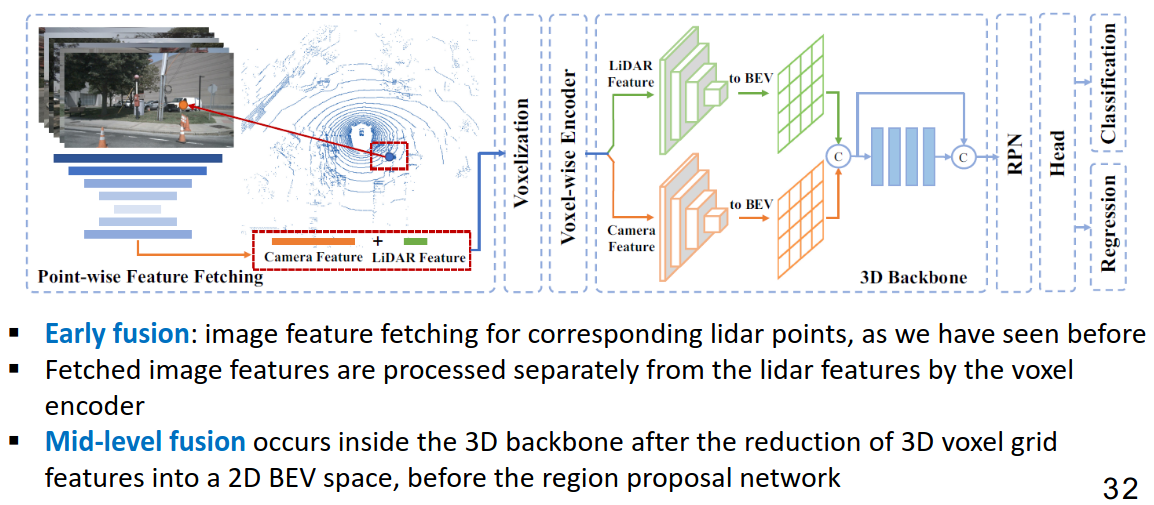 Point-wise Feature Fetching
Camera Feature + LiDAR Feature
Voxelization
Voxel-wise Encoder
LiDAR
Feature
to BEV
Camera
Feature
to BEV
C
C
3D Backbone
RPN
Head
Classification
Regression
▪ Early fusion: image feature fetching for corresponding lidar points, as we have seen before
▪ Fetched image features are processed separately from the lidar features by the voxel
encoder
▪ Mid-level fusion occurs inside the 3D backbone after the reduction of 3D voxel grid
features into a 2D BEV space, before the region proposal network
32